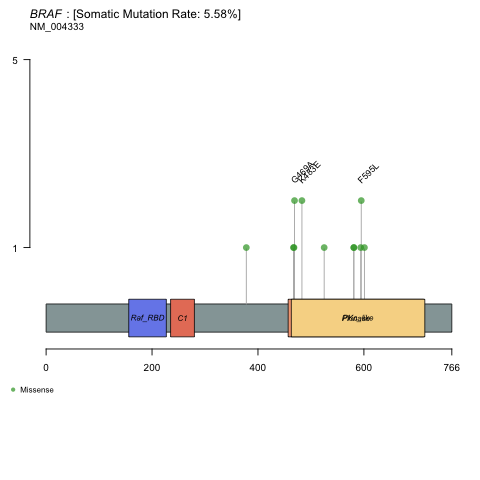 BRAF : [Somatic Mutation Rate: 5.58%]
NM_004333
5
G469A
K483E
F595L
1
Raf_RBD
C1
0
200
400
600
766
Missense